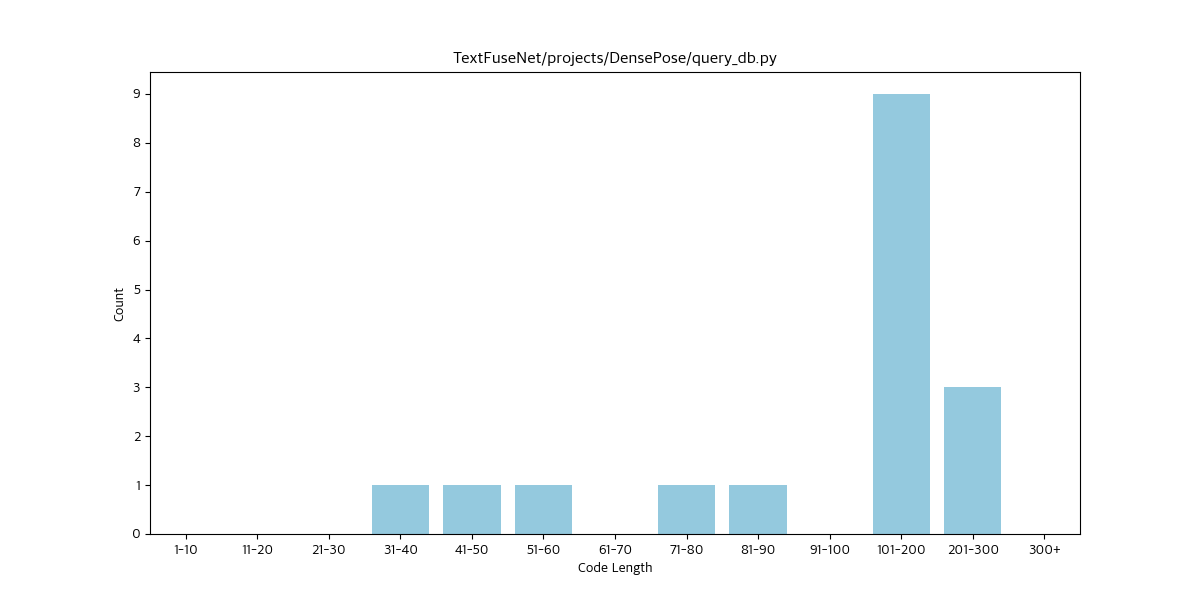 TextFuseNet/projects/DensePose/query_db.py
Count
9
8
7
6
5
4
3
2
1
0
1-10 11-20 21-30 31-40 41-50 51-60 61-70 71-80 81-90 91-100 101-200 201-300 300+
Code Length